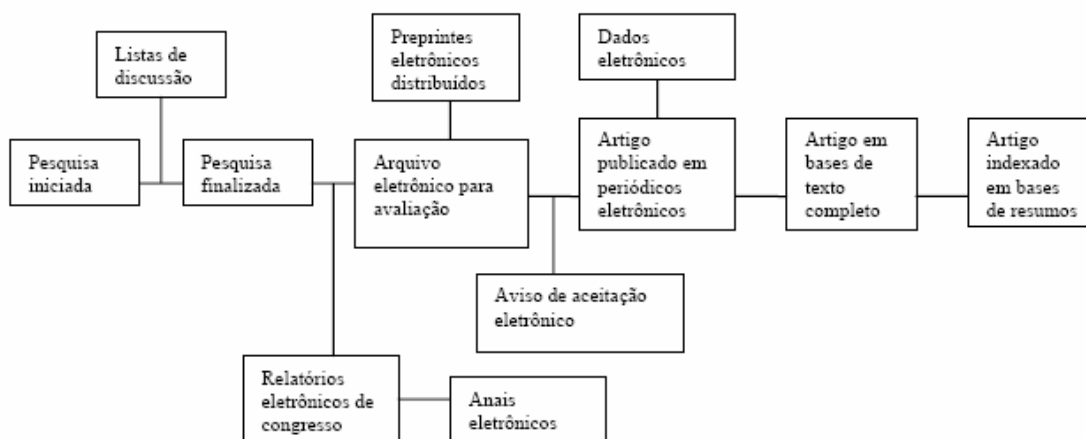 Listas de
discussão
Preprintes
eletrônicos
distribuídos
Dados
eletrônicos
Pesquisa
iniciada
Pesquisa
finalizada
Arquivo
eletrônico para
avaliação
Artigo
publicado em
periódicos
eletrônicos
Artigo em
bases de
texto
completo
Artigo
indexado
em bases
de resumos
Aviso de aceitação
eletrônico
Relatórios
eletrônicos de
congresso
Anais
eletrônicos